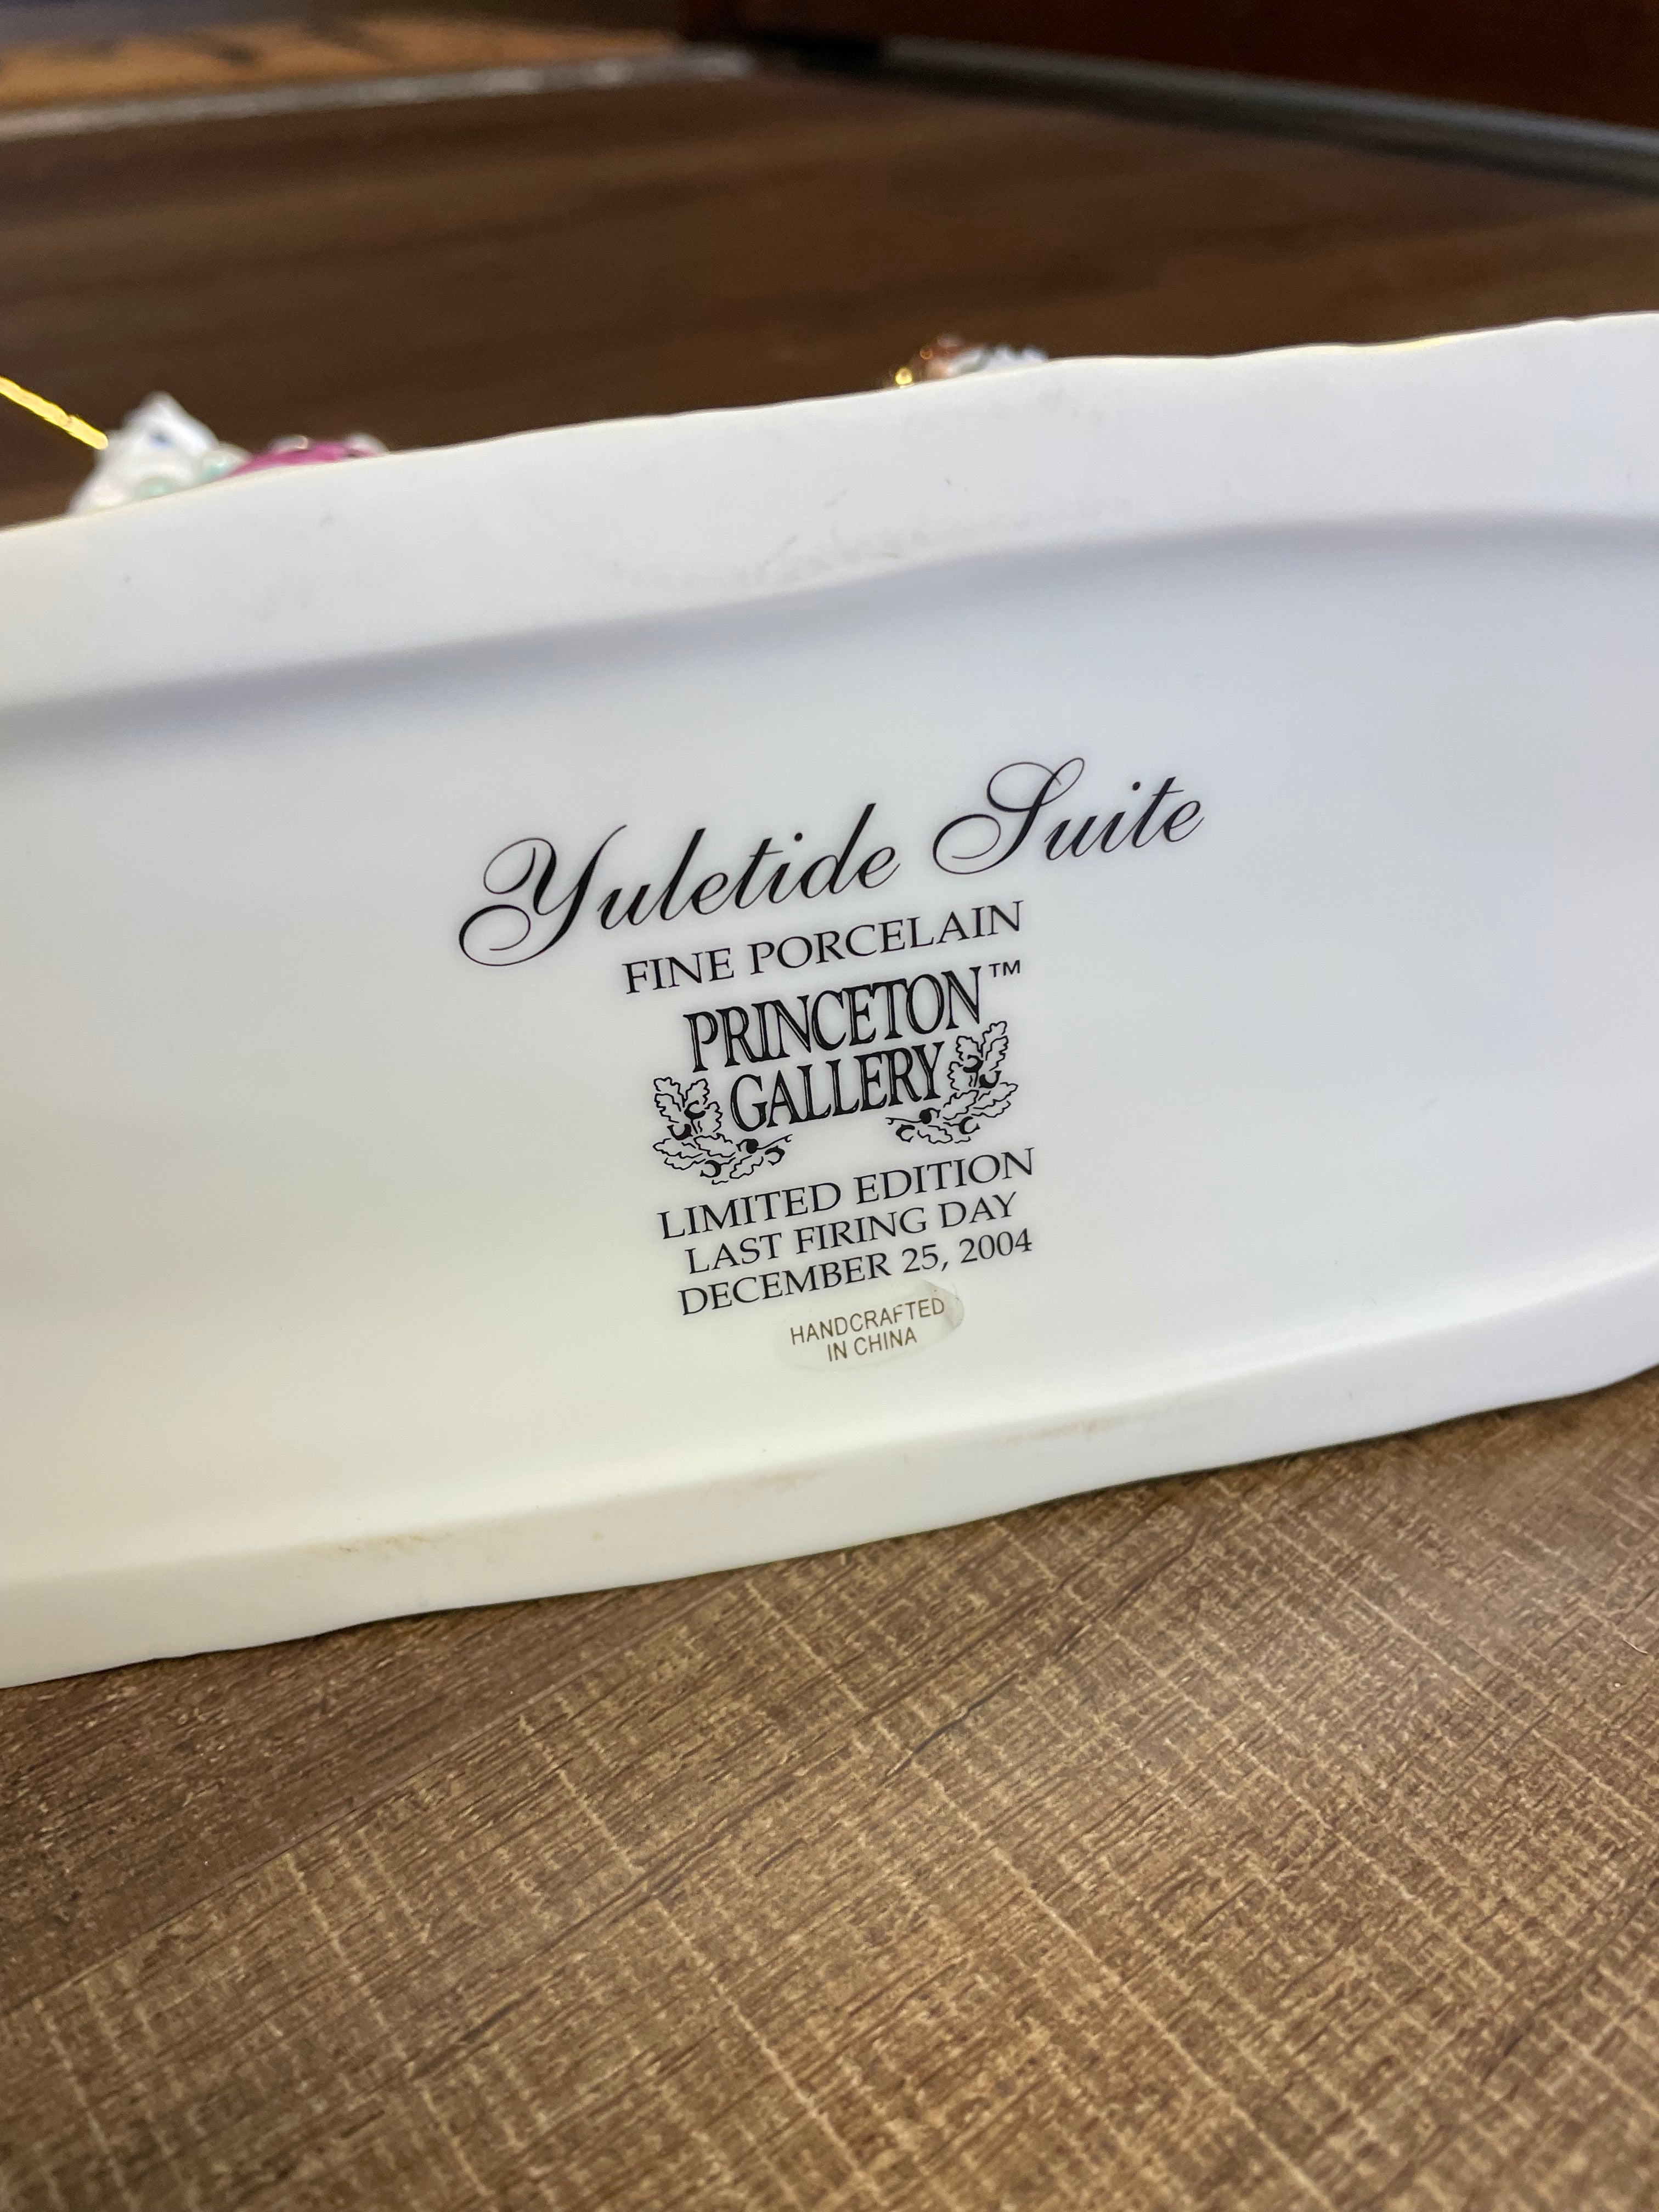 Yuletide Suite
FINE PORCELAIN
PRINCETON™
GALLERY
LIMITED EDITION
LAST FIRING DAY
DECEMBER 25, 2004
HANDCRAFTED
IN CHINA